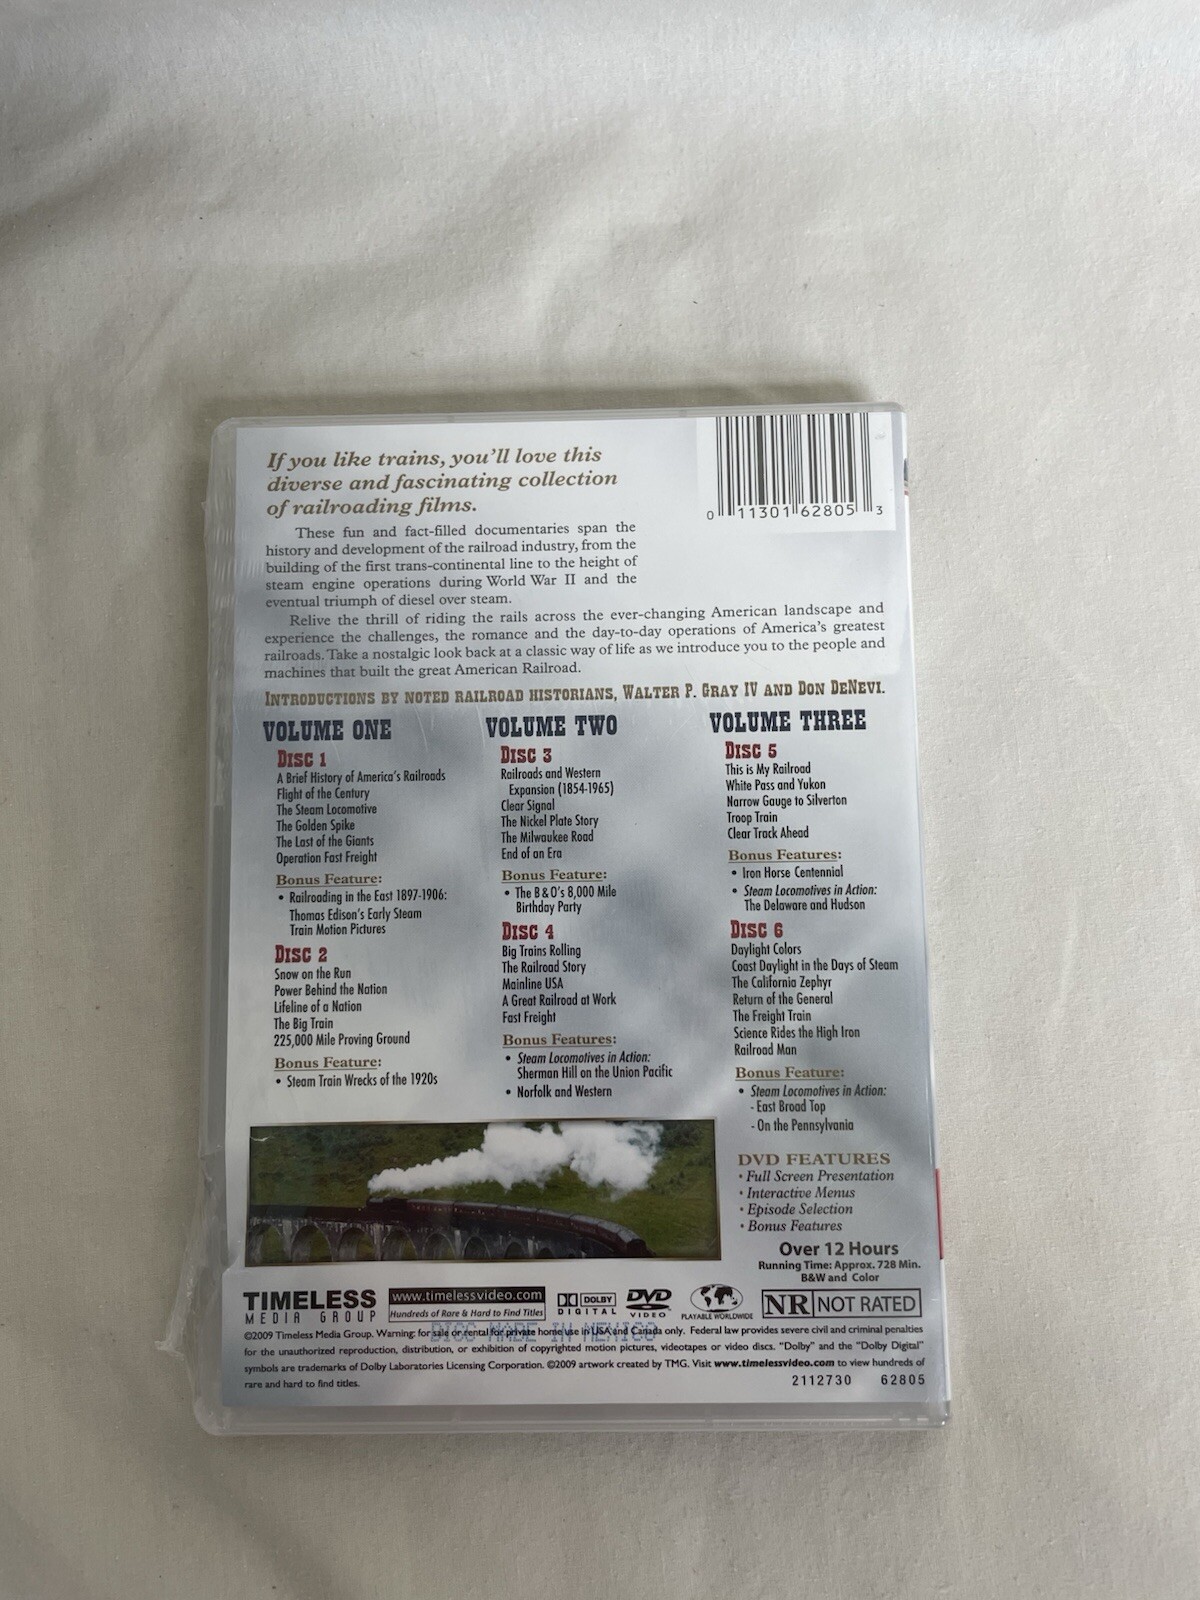 If you like trains, you'll love this
diverse and fascinating collection
of railroading films.
0 11301 62805 3
These fun and fact-filled documentaries span the
history and development of the railroad industry, from the
building of the first trans-continental line to the height of
steam engine operations during World War II and the
eventual triumph of diesel over steam.
Relive the thrill of riding the rails across the ever-changing American landscape and
experience the challenges, the romance and the day-to-day operations of America's greatest
railroads. Take a nostalgic look back at a classic way of life as we introduce you to the people and
machines that built the great American Railroad.
Introductions by noted railroad historians, Walter P. Gray IV and Don DeNevi.
VOLUME ONE
Disc 1
A Brief History of America's Railroads
Flight of the Century
The Steam Locomotive
The Golden Spike
The Last of the Giants
Operation Fast Freight
Bonus Feature:
• Railroading in the East 1897-1906:
Thomas Edison's Early Steam
Train Motion Pictures
Disc 2
Snow on the Run
Power Behind the Nation
Lifeline of a Nation
The Big Train
225,000 Mile Proving Ground
Bonus Feature:
• Steam Train Wrecks of the 1920s
VOLUME TWO
Disc 3
Railroads and Western
Expansion (1854-1965)
Clear Signal
The Nickel Plate Story
The Milwaukee Road
End of an Era
Bonus Feature:
• The B&O's 8,000 Mile
Birthday Party
Disc 4
Big Trains Rolling
The Railroad Story
Mainline USA
A Great Railroad at Work
Fast Freight
Bonus Features:
• Steam Locomotives in Action:
Sherman Hill on the Union Pacific
• Norfolk and Western
VOLUME THREE
Disc 5
This is My Railroad
White Pass and Yukon
Narrow Gauge to Silverton
Troop Train
Clear Track Ahead
Bonus Features:
• Iron Horse Centennial
• Steam Locomotives in Action:
The Delaware and Hudson
Disc 6
Daylight Colors
Coast Daylight in the Days of Steam
The California Zephyr
Return of the General
The Freight Train
Science Rides the High Iron
Railroad Man
Bonus Feature:
• Steam Locomotives in Action:
- East Broad Top
- On the Pennsylvania
DVD FEATURES
• Full Screen Presentation
• Interactive Menus
• Episode Selection
• Bonus Features
Over 12 Hours
Running Time: Approx. 728 Min.
B&W and Color
TIMELESS
MEDIA GROUP
www.timelessvideo.com
Hundreds of Rare & Hard to Find Titles
DOLBY
DIGITAL
DVD
VIDEO
PLAYABLE WORLDWIDE
NR NOT RATED
DISC MADE IN MEXICO
©2009 Timeless Media Group. Warning: for sale or rental for private home use in USA and Canada only. Federal law provides severe civil and criminal penalties
for the unauthorized reproduction, distribution, or exhibition of copyrighted motion pictures, videotapes or video discs. "Dolby" and the "Dolby Digital"
symbols are trademarks of Dolby Laboratories Licensing Corporation. ©2009 artwork created by TMG. Visit www.timelessvideo.com to view hundreds of
rare and hard to find titles.
2112730 62805